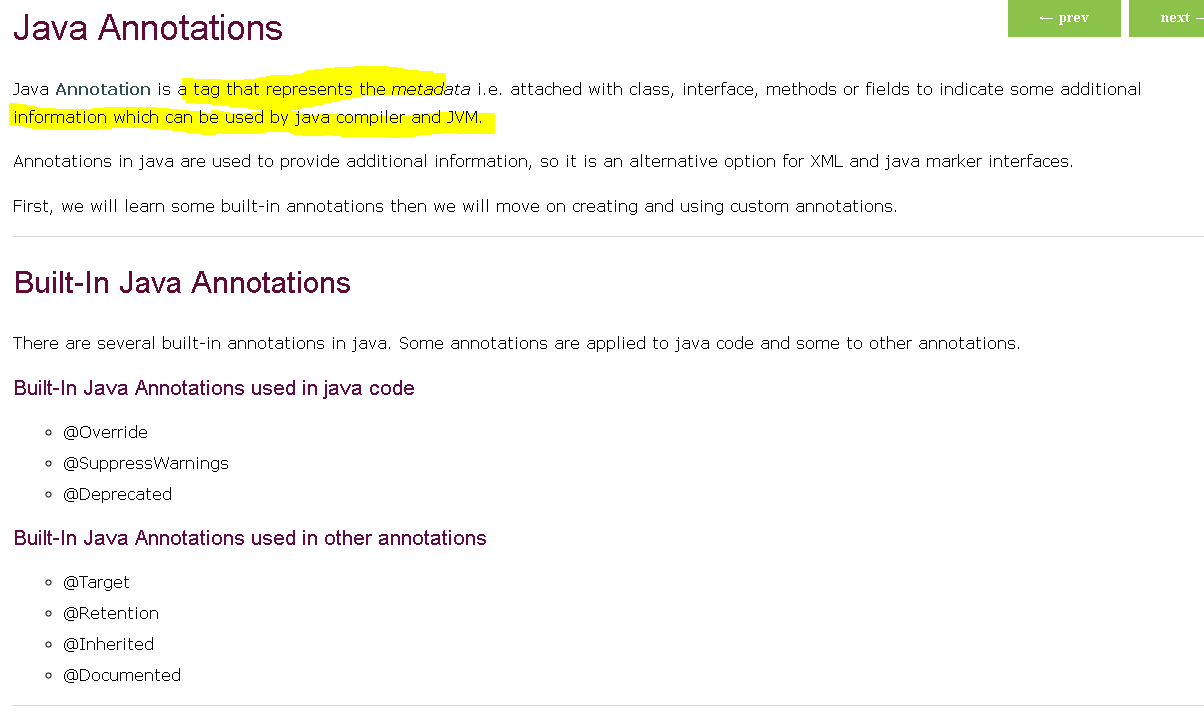 Java Annotations
← prev
next →
Java Annotation is a tag that represents the metadata i.e. attached with class, interface, methods or fields to indicate some additional
information which can be used by java compiler and JVM.
Annotations in java are used to provide additional information, so it is an alternative option for XML and java marker interfaces.
First, we will learn some built-in annotations then we will move on creating and using custom annotations.
Built-In Java Annotations
There are several built-in annotations in java. Some annotations are applied to java code and some to other annotations.
Built-In Java Annotations used in java code
@Override
@SuppressWarnings
@Deprecated
Built-In Java Annotations used in other annotations
@Target
@Retention
@Inherited
@Documented